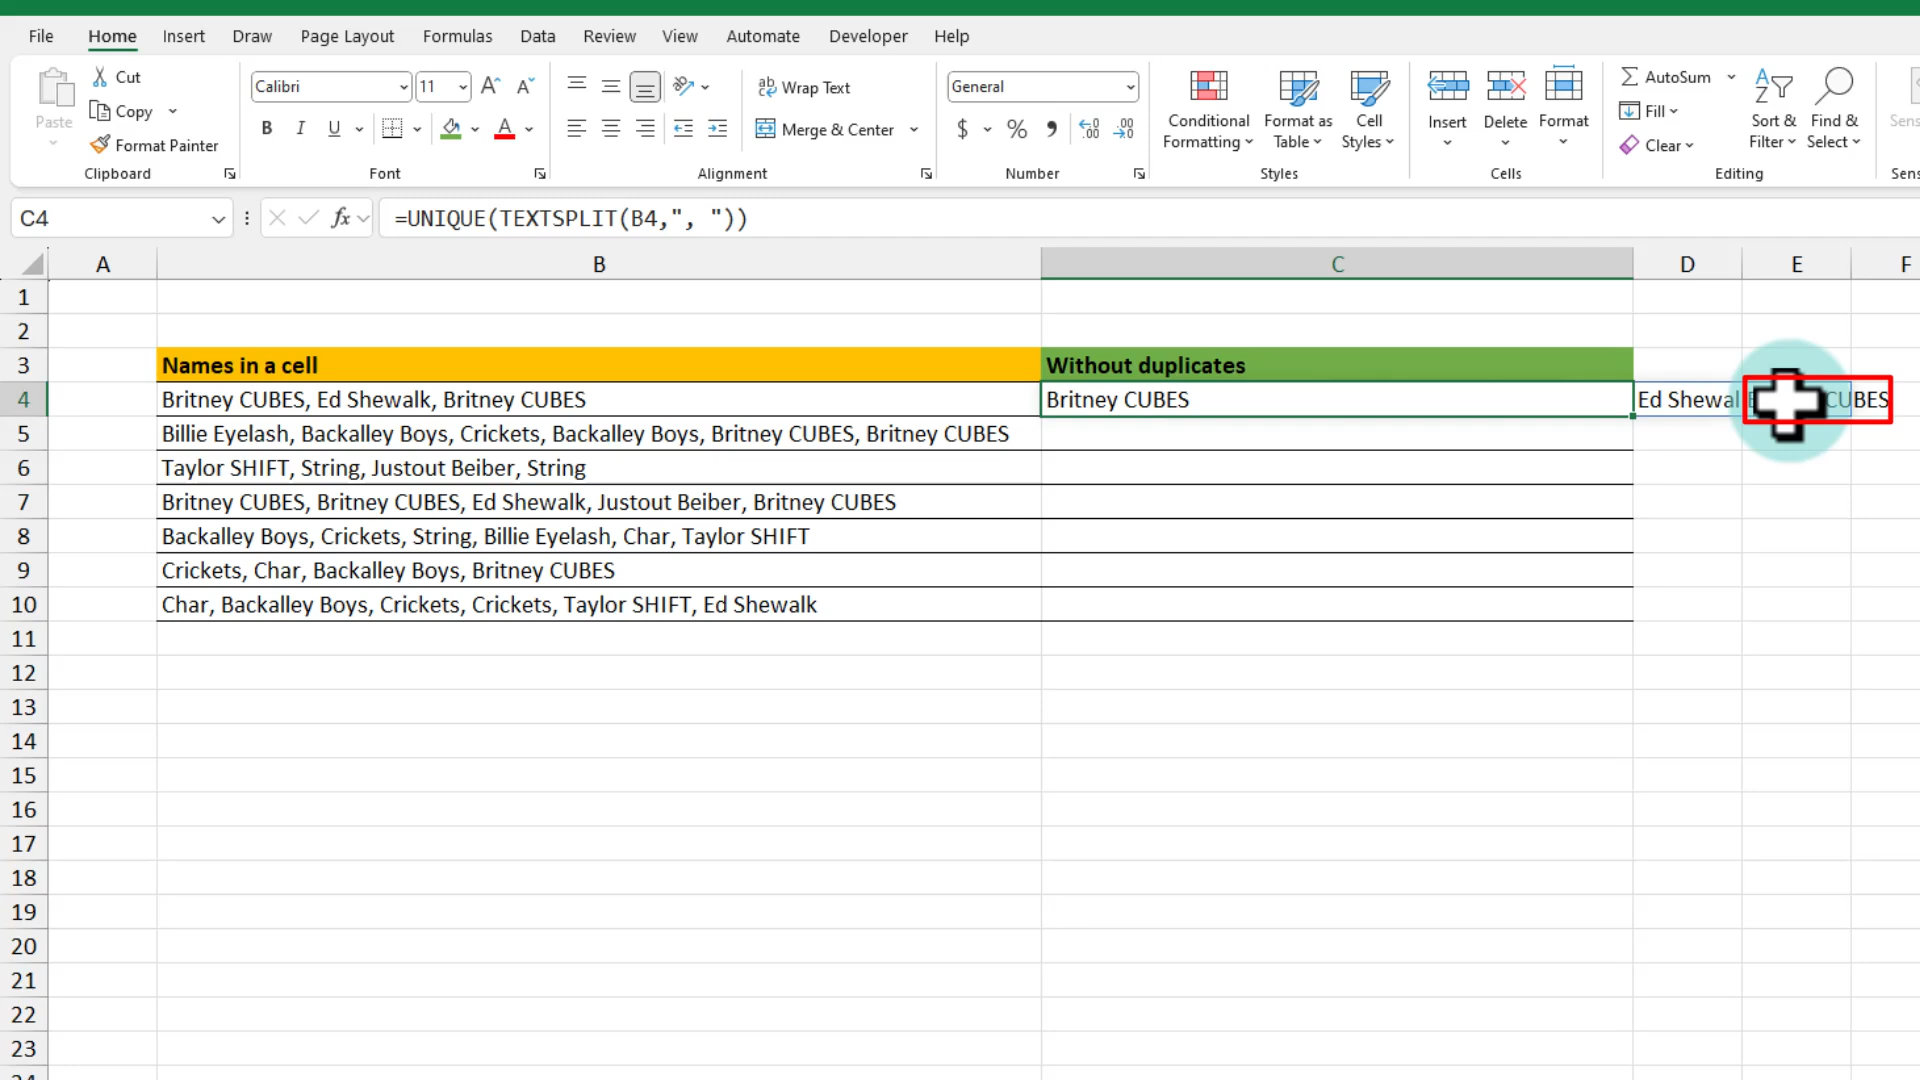 File Home Insert Draw Page Layout Formulas Data Review View Automate Developer Help
Paste
Cut
Copy
Format Painter
Clipboard
Calibri 11 A^ A˅
B I U A
Font
ab Wrap Text
Merge & Center
Alignment
General
$ % 9 .00 .00
Number
Conditional Formatting
Format as Table
Cell Styles
Styles
Insert
Delete
Format
Cells
AutoSum
Fill
Clear
Sort & Filter
Find & Select
Editing
C4 fx =UNIQUE(TEXTSPLIT(B4,", "))
A B C D E F
1
2
3 Names in a cell Without duplicates
4 Britney CUBES, Ed Shewalk, Britney CUBES Britney CUBES Ed Shewal CUBES
5 Billie Eyelash, Backalley Boys, Crickets, Backalley Boys, Britney CUBES, Britney CUBES
6 Taylor SHIFT, String, Justout Beiber, String
7 Britney CUBES, Britney CUBES, Ed Shewalk, Justout Beiber, Britney CUBES
8 Backalley Boys, Crickets, String, Billie Eyelash, Char, Taylor SHIFT
9 Crickets, Char, Backalley Boys, Britney CUBES
10 Char, Backalley Boys, Crickets, Crickets, Taylor SHIFT, Ed Shewalk
11
12
13
14
15
16
17
18
19
20
21
22
23